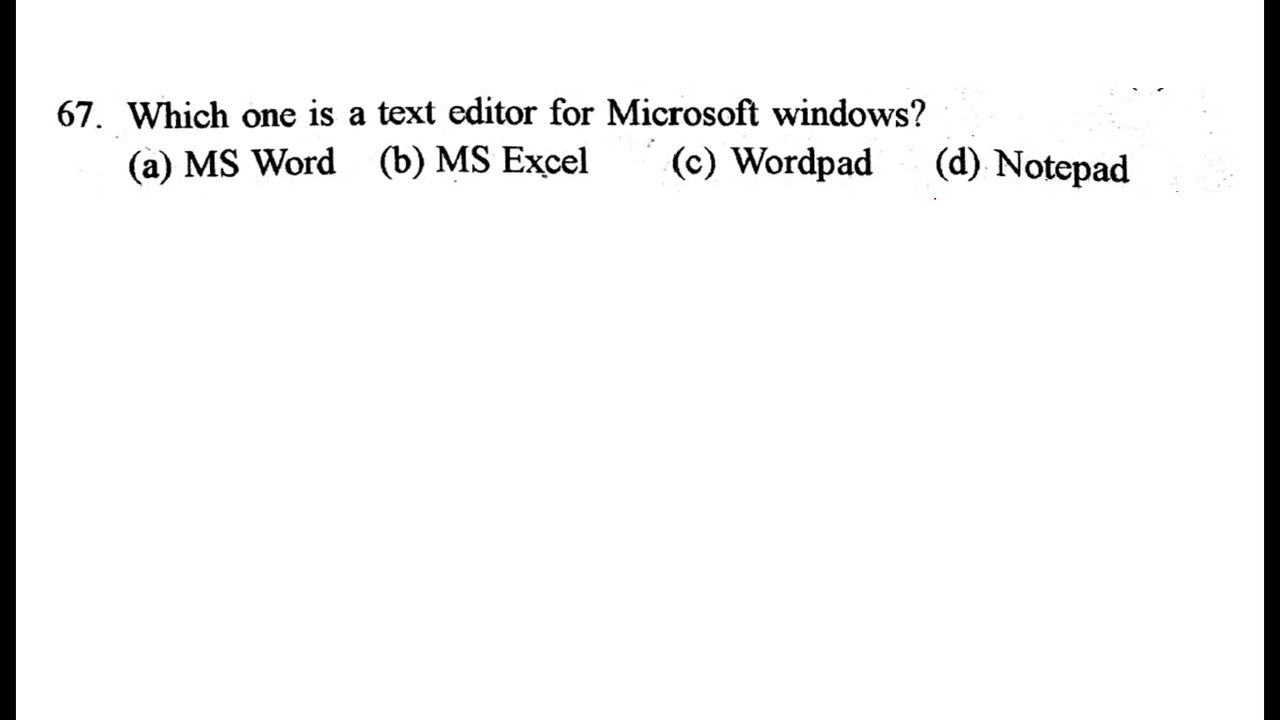 67. Which one is a text editor for Microsoft windows?
(a) MS Word (b) MS Excel (c) Wordpad (d) Notepad